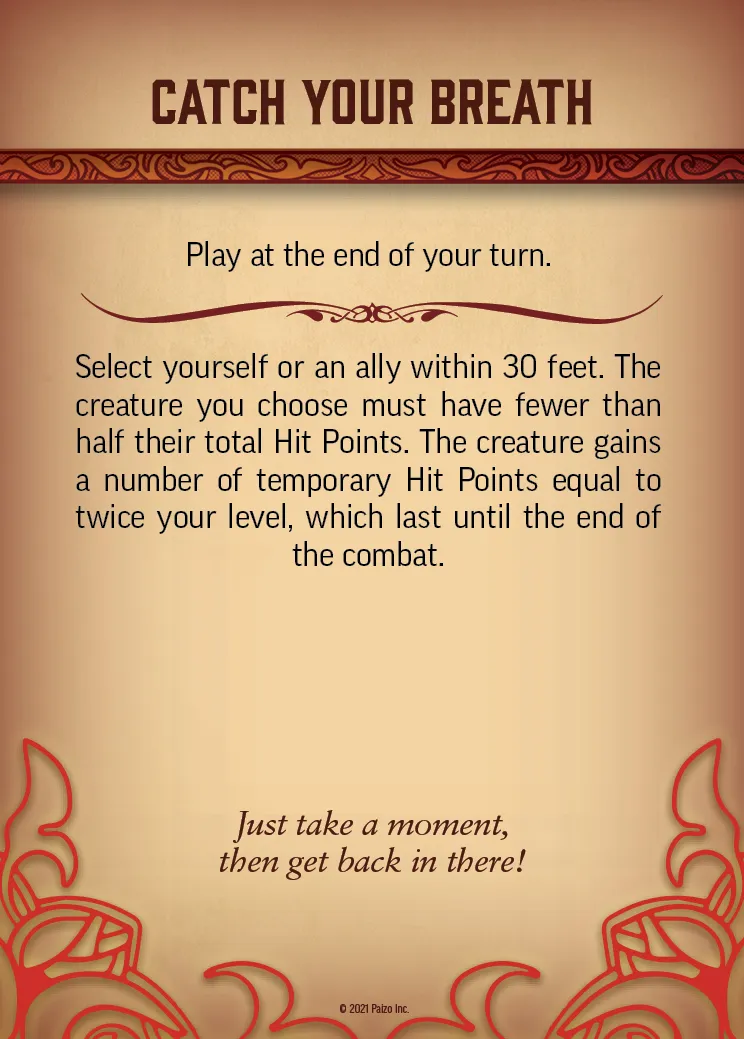 CATCH YOUR BREATH
Play at the end of your turn.
Select yourself or an ally within 30 feet. The
creature you choose must have fewer than
half their total Hit Points. The creature gains
a number of temporary Hit Points equal to
twice your level, which last until the end of
the combat.
Just take a moment,
then get back in there!
© 2021 Paizo Inc.